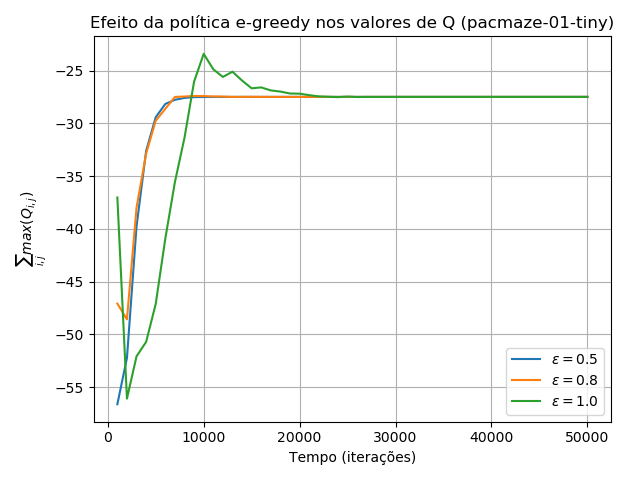 Efeito da política e-greedy nos valores de Q (pacmaze-01-tiny)
∑ max(Q_{i,j})
i,j
−25
−30
−35
−40
−45
−50
−55
ε = 0.5
ε = 0.8
ε = 1.0
0 10000 20000 30000 40000 50000
Tempo (iterações)